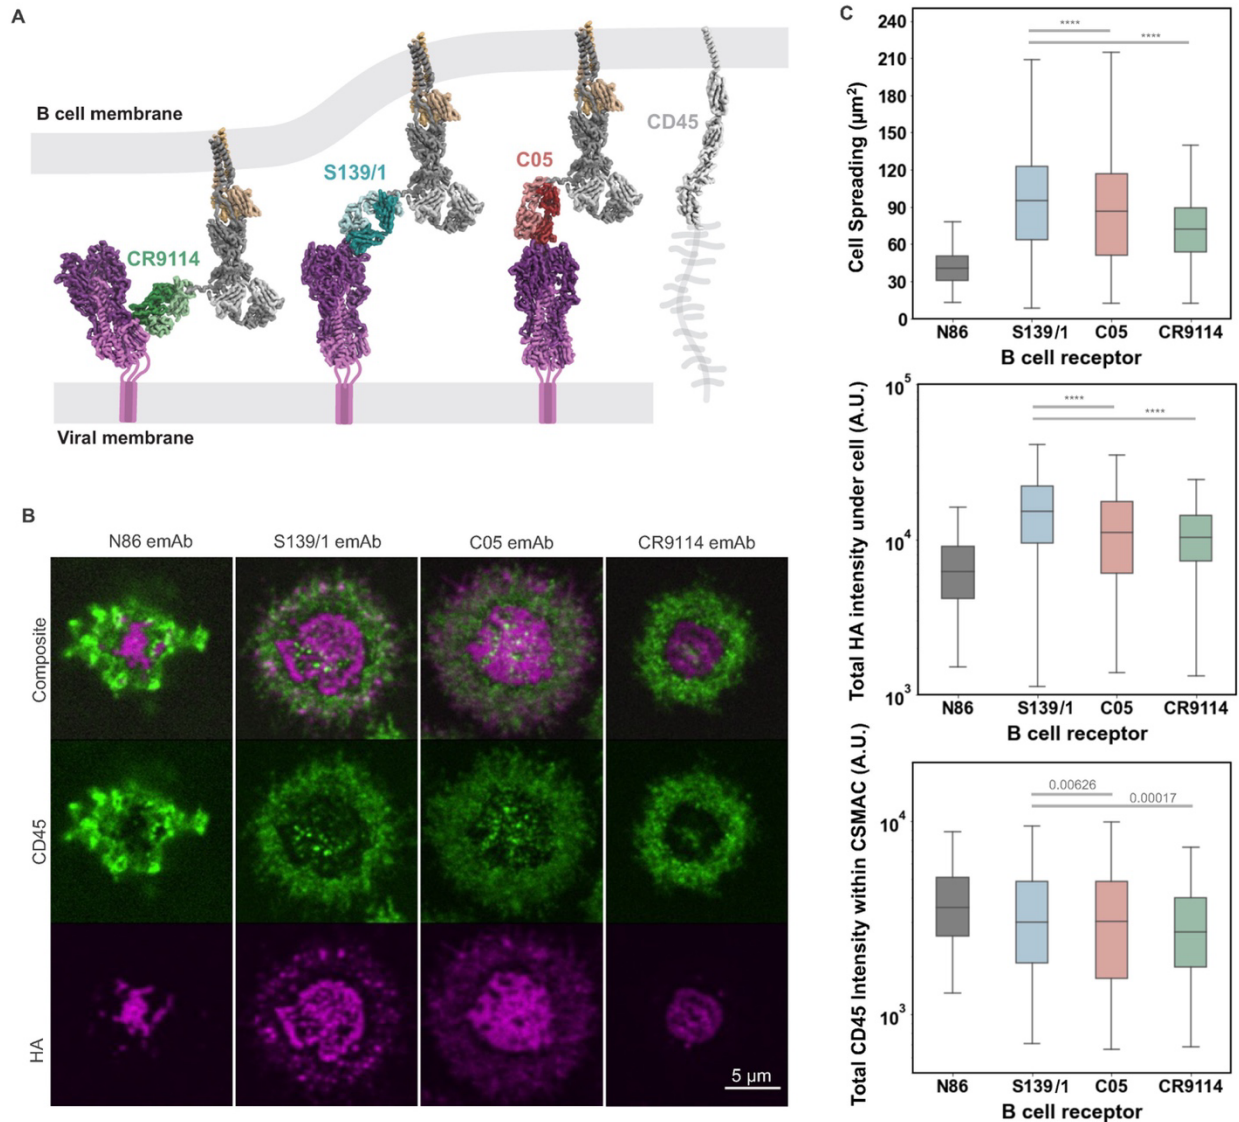 A
B cell membrane
CR9114
S139/1
C05
CD45
Viral membrane
B
N86 emAb
S139/1 emAb
C05 emAb
CR9114 emAb
Composite
CD45
HA
5 µm
C
Cell Spreading (µm²)
240
210
180
150
120
90
60
30
0
****
****
N86
S139/1
C05
CR9114
B cell receptor
Total HA intensity under cell (A.U.)
10⁵
10⁴
10³
****
****
N86
S139/1
C05
CR9114
B cell receptor
Total CD45 Intensity within CSMAC (A.U.)
10⁴
10³
0.00626
0.00017
N86
S139/1
C05
CR9114
B cell receptor